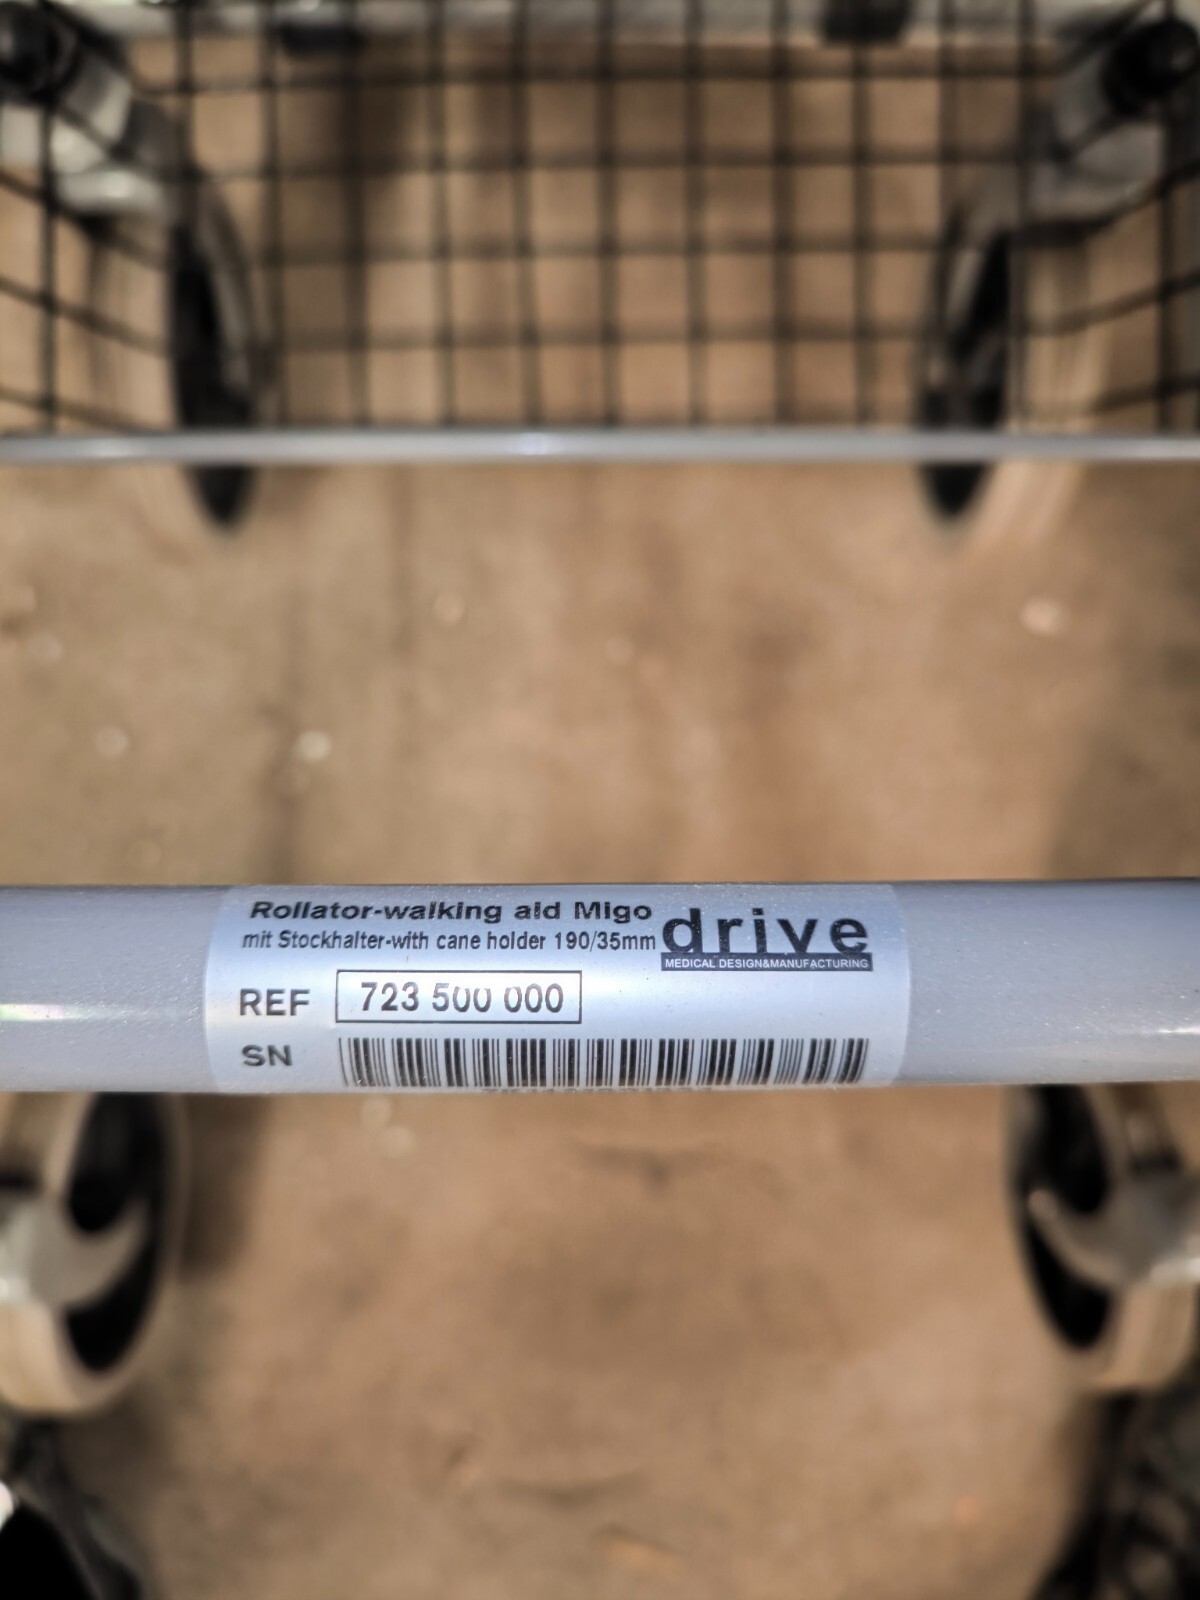 Rollator-walking aid Migo
mit Stockhalter-with cane holder 190/35mm
drive
MEDICAL DESIGN&MANUFACTURING
REF 723 500 000
SN